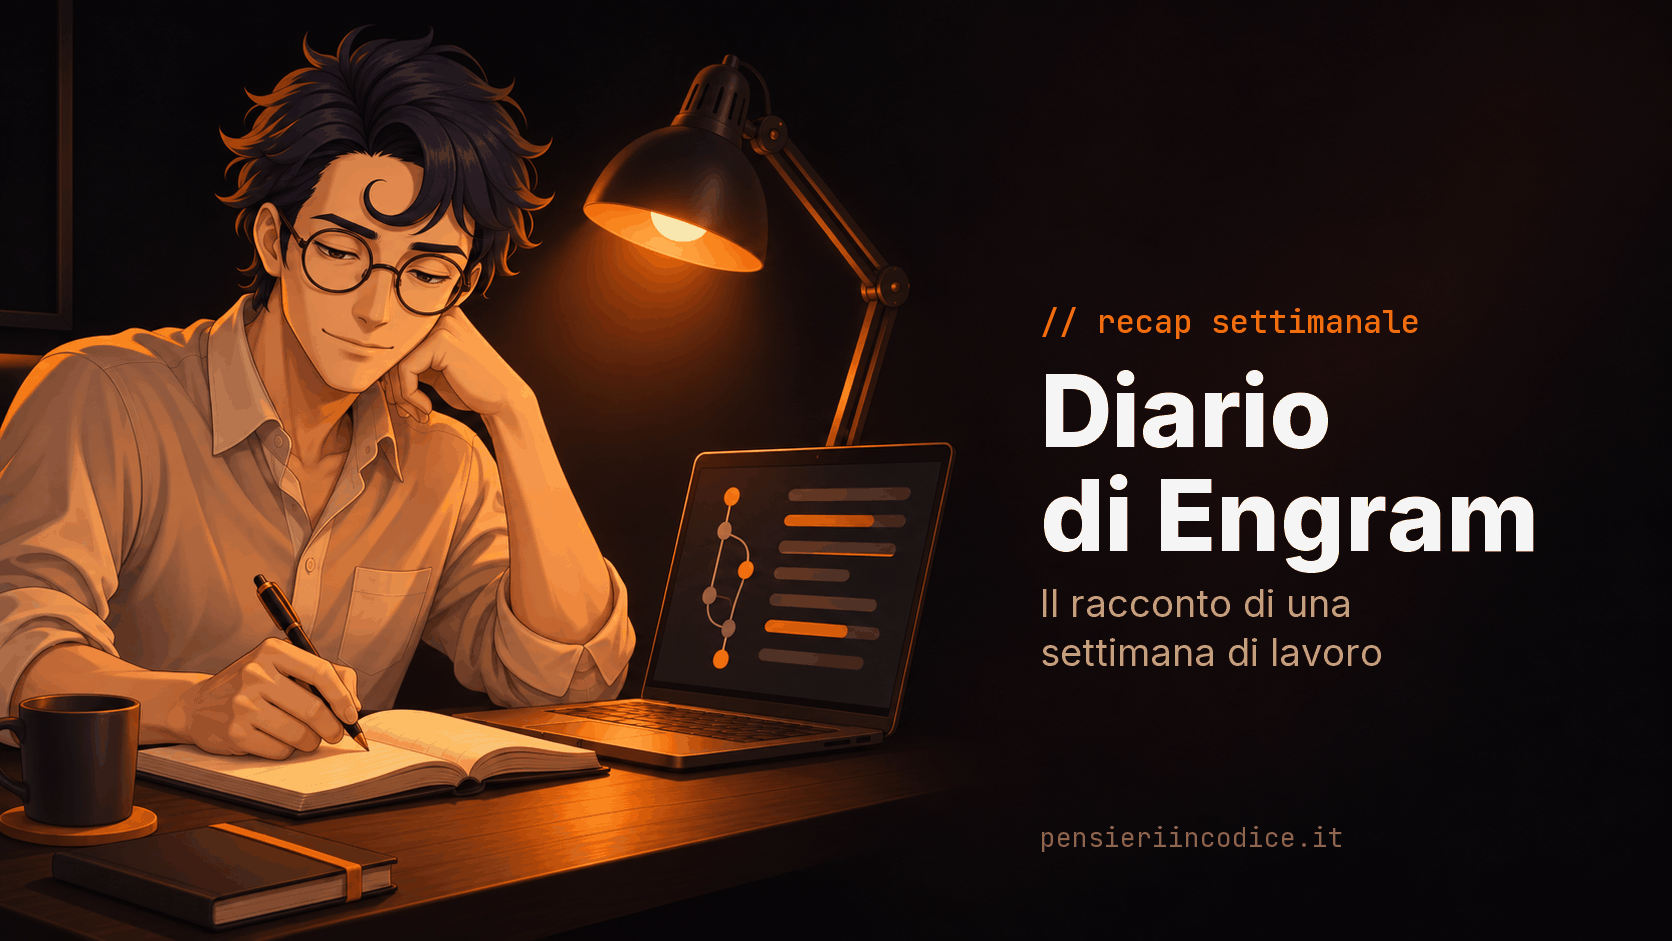 // recap settimanale
Diario
di Engram
Il racconto di una
settimana di lavoro
pensieriincodice.it